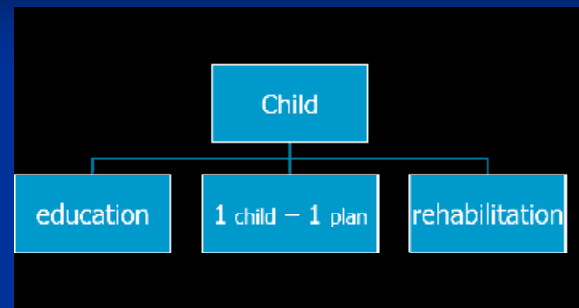 Child
education
1 child – 1 plan
rehabilitation